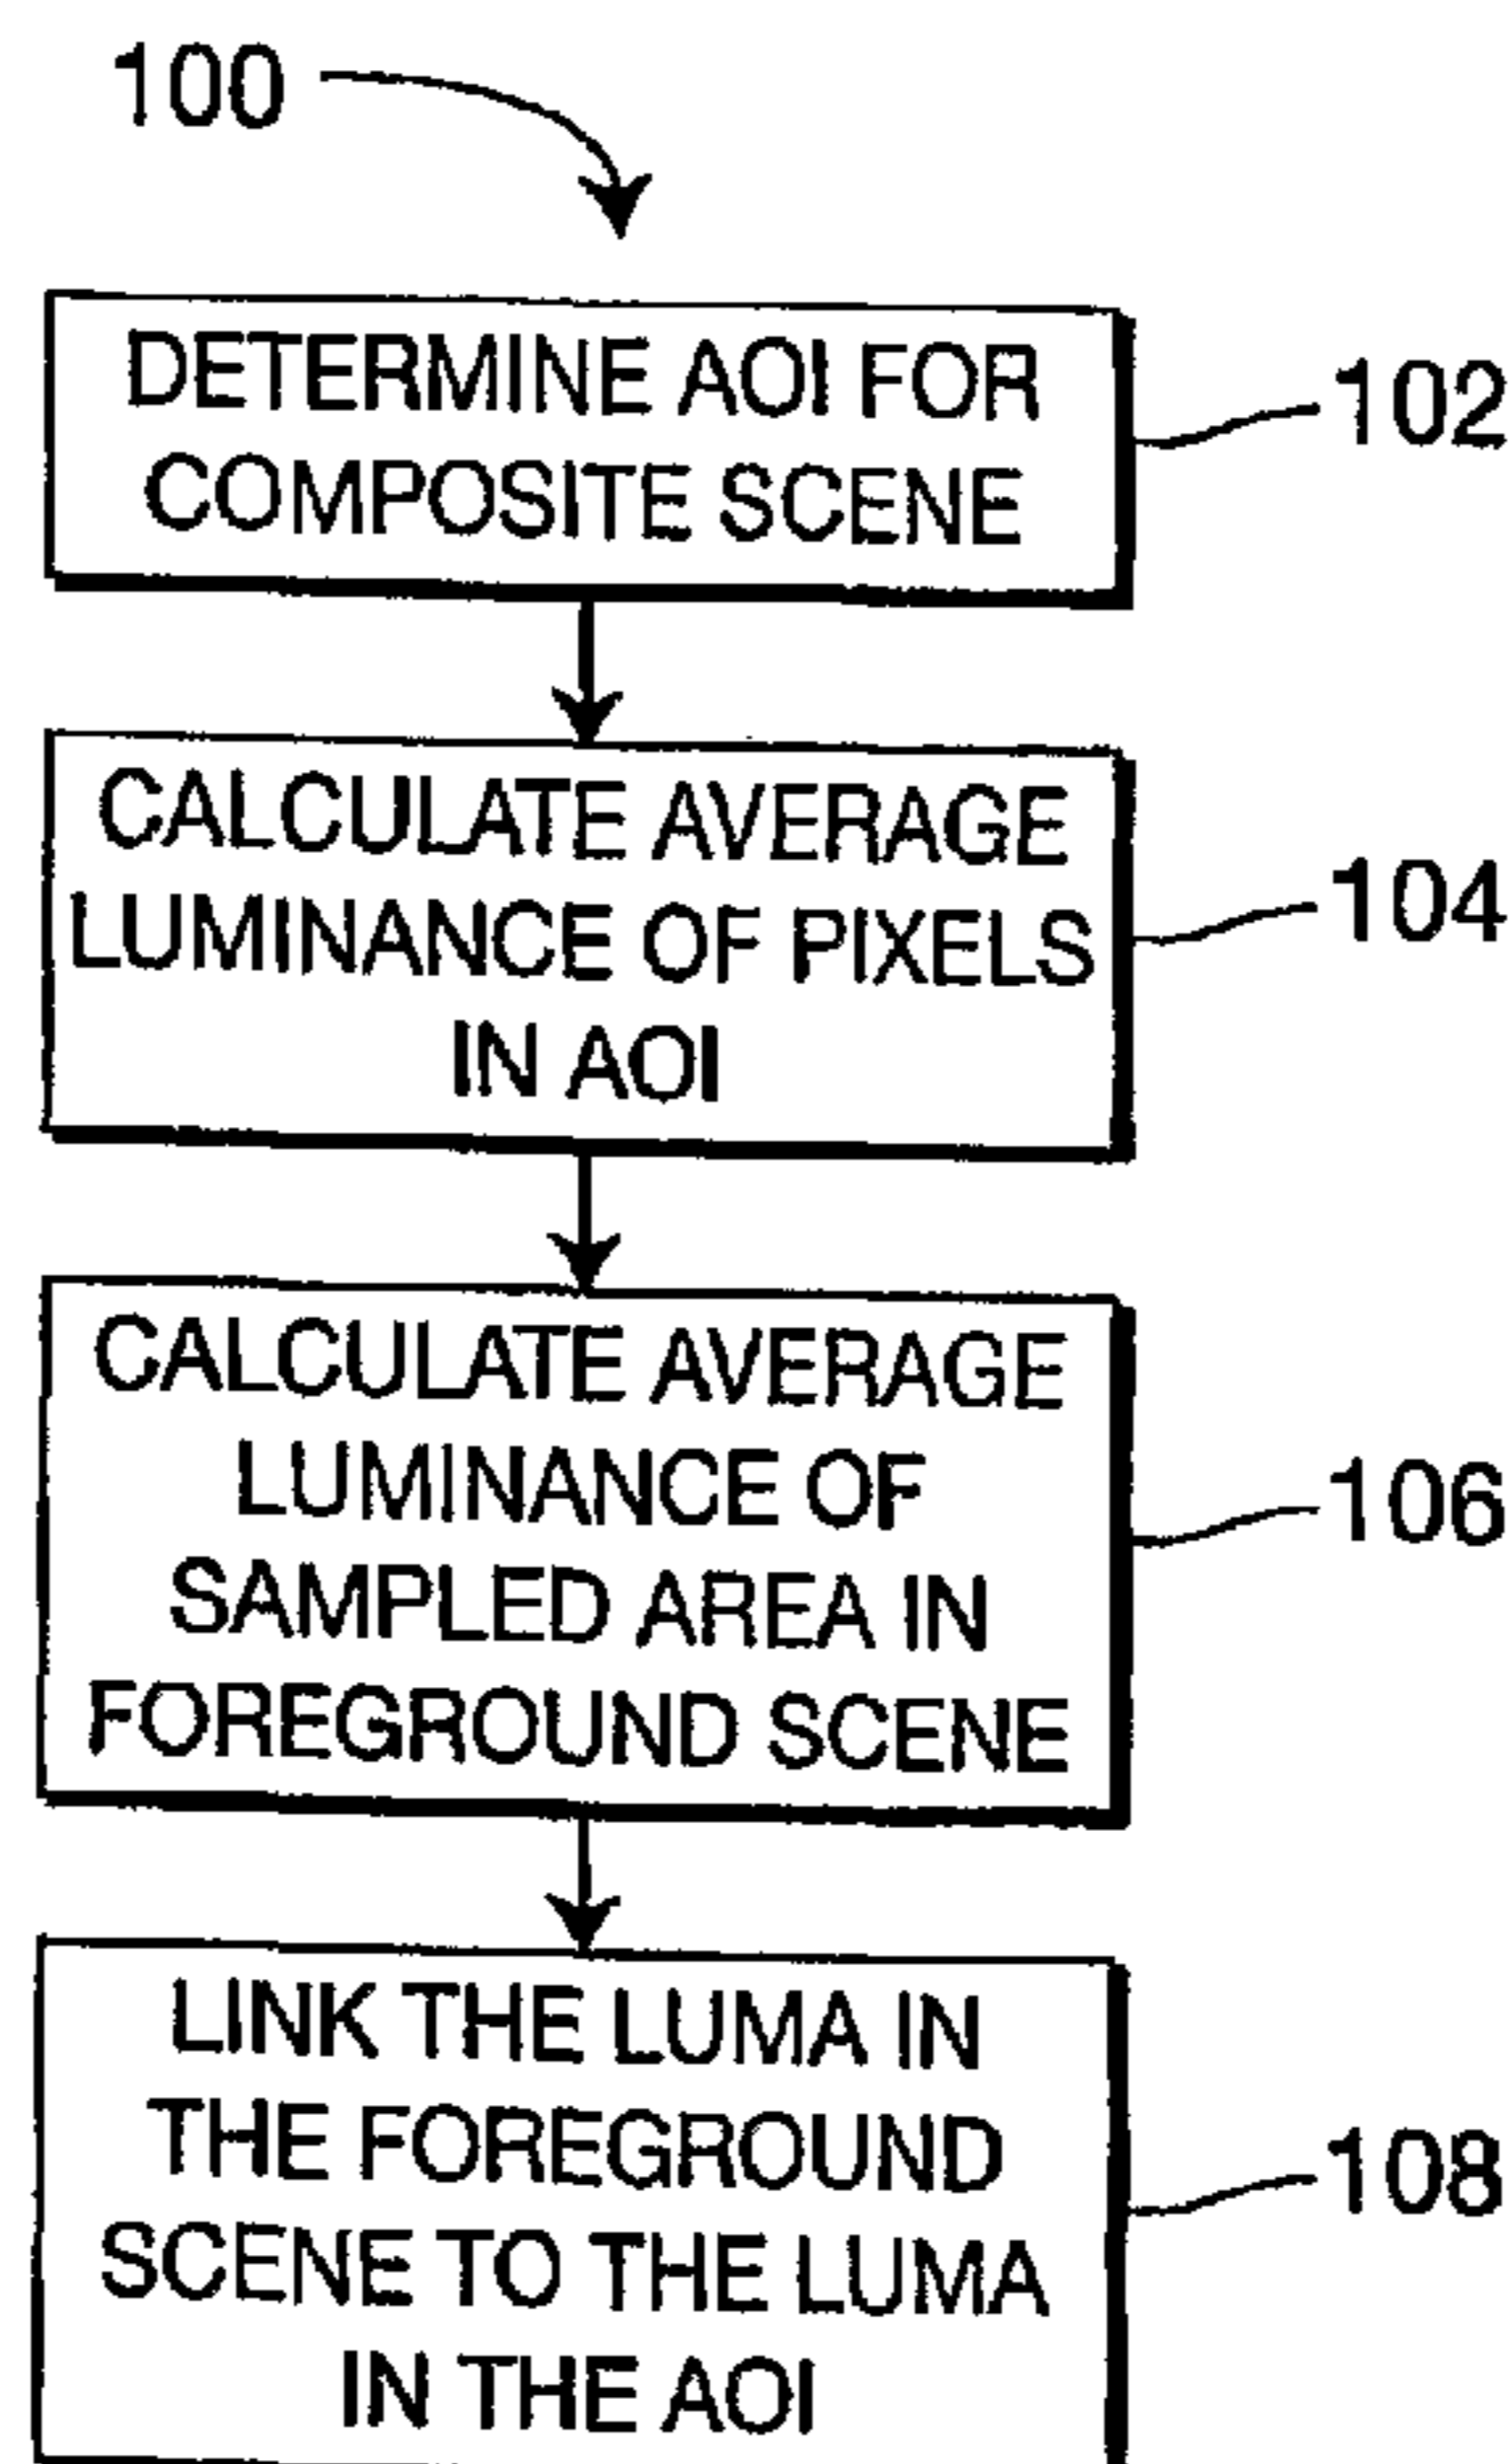 100
DETERMINE AOI FOR
COMPOSITE SCENE
102
CALCULATE AVERAGE
LUMINANCE OF PIXELS
IN AOI
104
CALCULATE AVERAGE
LUMINANCE OF
SAMPLED AREA IN
FOREGROUND SCENE
106
LINK THE LUMA IN
THE FOREGROUND
SCENE TO THE LUMA
IN THE AOI
108